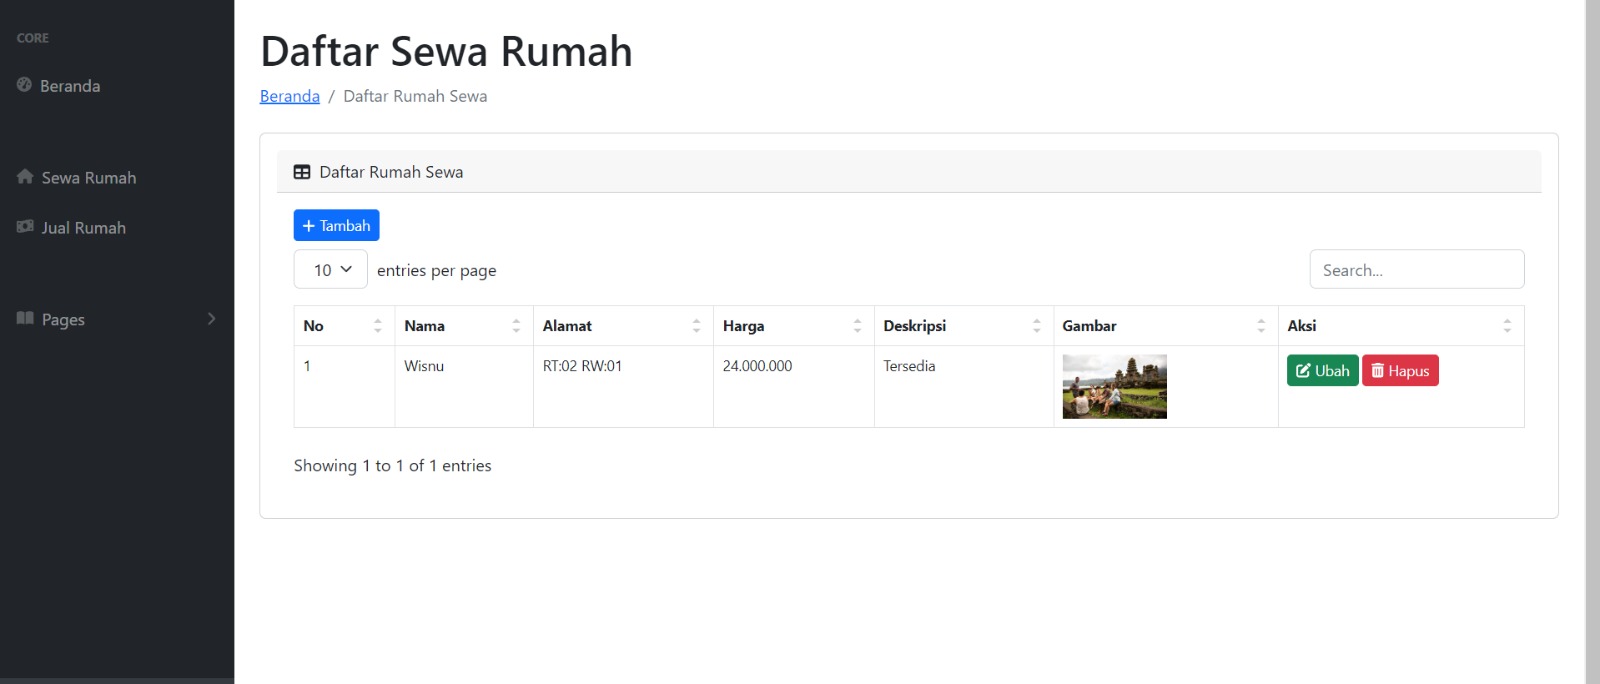 CORE
Beranda
Sewa Rumah
Jual Rumah
Pages
Daftar Sewa Rumah
Beranda / Daftar Rumah Sewa
Daftar Rumah Sewa
+ Tambah
10 entries per page
Search...
No Nama Alamat Harga Deskripsi Gambar Aksi
1 Wisnu RT:02 RW:01 24.000.000 Tersedia Ubah Hapus
Showing 1 to 1 of 1 entries